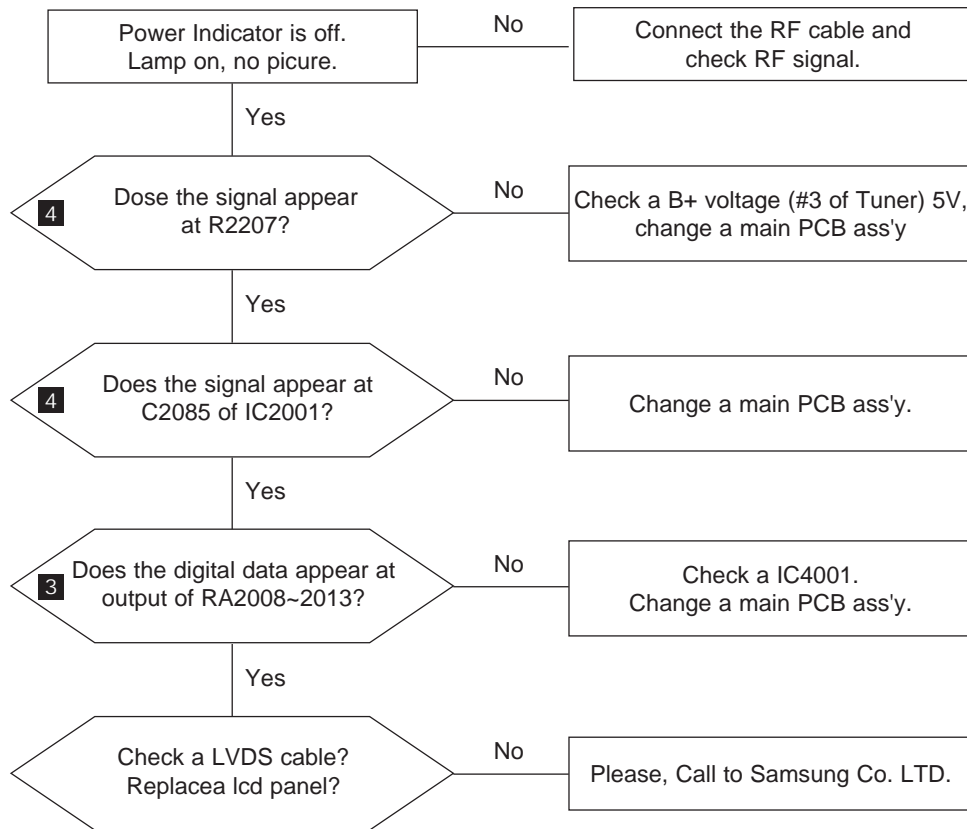 Power Indicator is off.
Lamp on, no picure.
No
Connect the RF cable and
check RF signal.
Yes
4
Dose the signal appear
at R2207?
No
Check a B+ voltage (#3 of Tuner) 5V,
change a main PCB ass'y
Yes
4
Does the signal appear at
C2085 of IC2001?
No
Change a main PCB ass'y.
Yes
3
Does the digital data appear at
output of RA2008~2013?
No
Check a IC4001.
Change a main PCB ass'y.
Yes
Check a LVDS cable?
Replacea lcd panel?
No
Please, Call to Samsung Co. LTD.